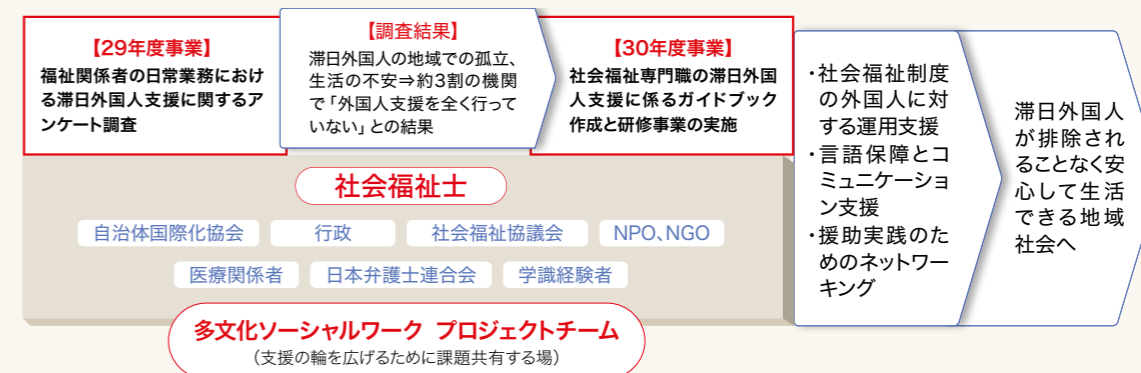 【29年度事業】
福祉関係者の日常業務におけ
る滞日外国人支援に関するア
ンケート調査
【調査結果】
滞日外国人の地域での孤立、
生活の不安⇒約3割の機関
で「外国人支援を全く行って
いない」との結果
【30年度事業】
社会福祉専門職の滞日外国
人支援に係るガイドブック
作成と研修事業の実施
・社会福祉制度
の外国人に対
する運用支援
・言語保障とコ
ミュニケーショ
ン支援
・援助実践のた
めのネットワー
キング
滞日外国人
が排除され
ることなく安
心して生活
できる地域
社会へ
社会福祉士
自治体国際化協会 行政 社会福祉協議会 NPO、NGO
医療関係者 日本弁護士連合会 学識経験者
多文化ソーシャルワーク プロジェクトチーム
（支援の輪を広げるために課題共有する場）